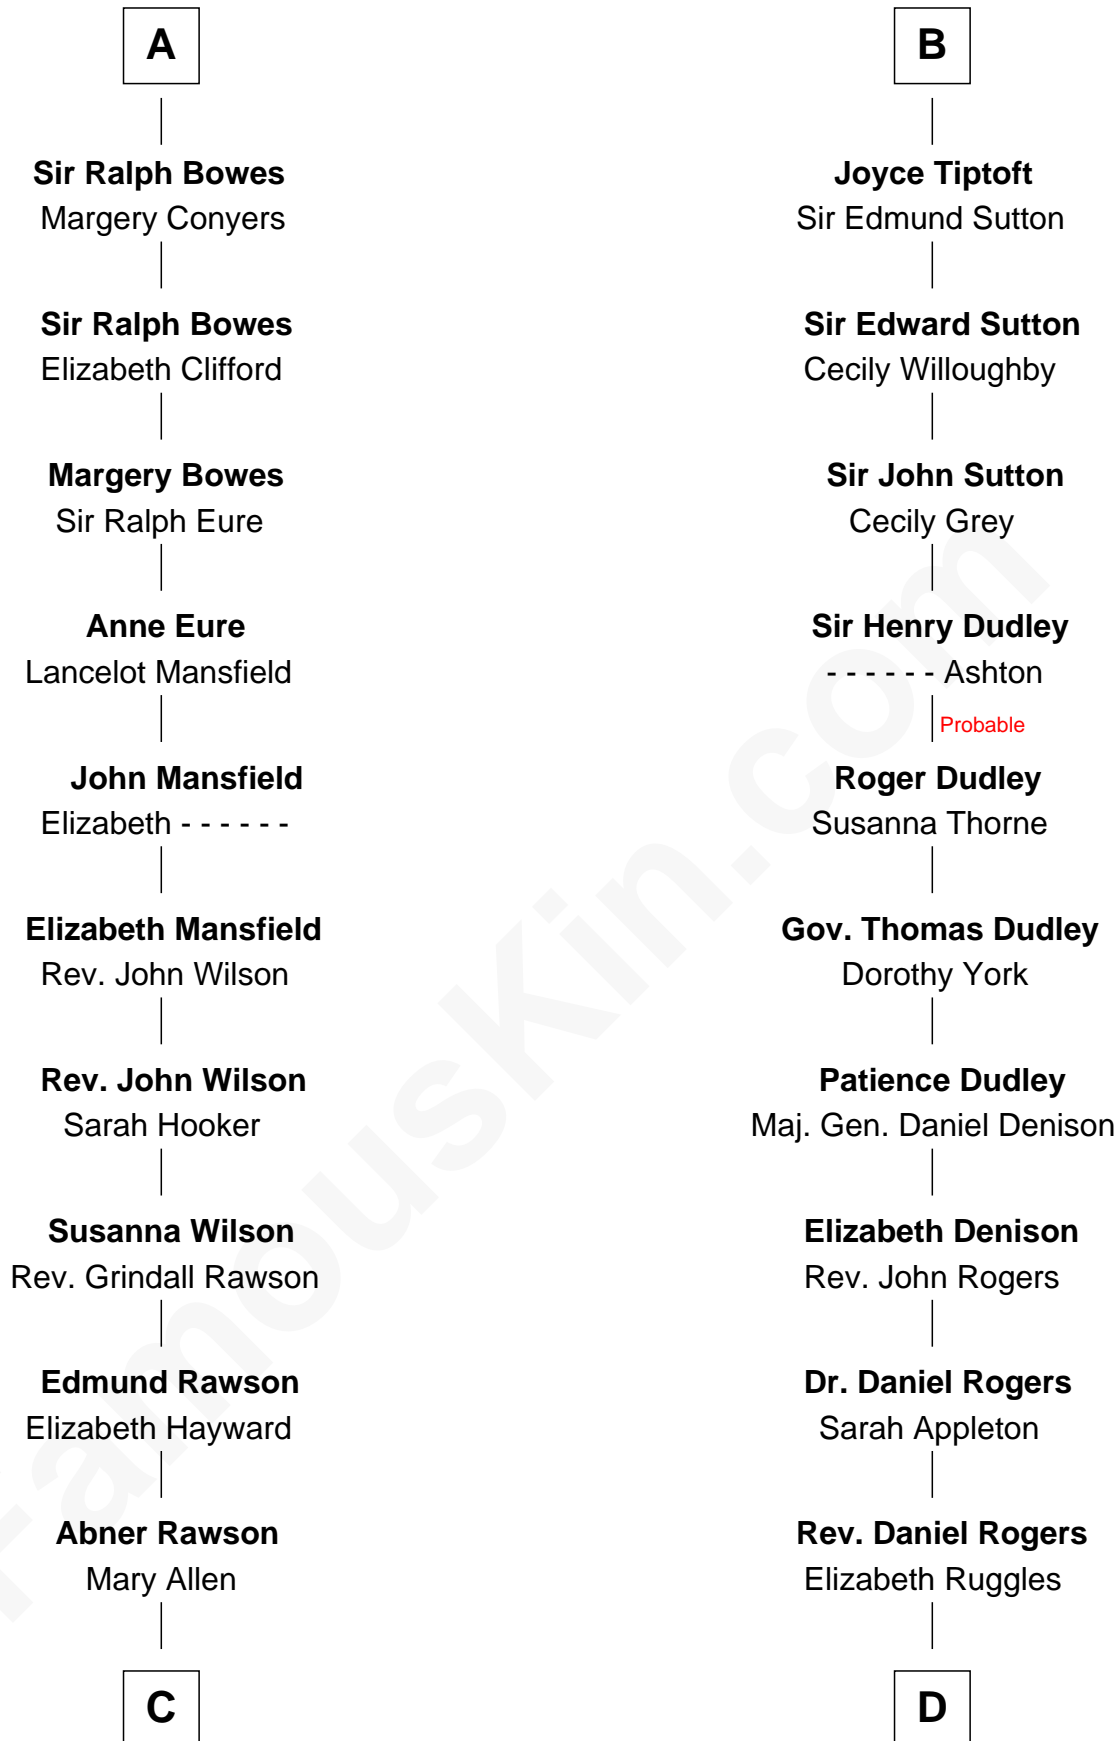 A
Sir Ralph Bowes
Margery Conyers
Sir Ralph Bowes
Elizabeth Clifford
Margery Bowes
Sir Ralph Eure
Anne Eure
Lancelot Mansfield
John Mansfield
Elizabeth - - - - - -
Elizabeth Mansfield
Rev. John Wilson
Rev. John Wilson
Sarah Hooker
Susanna Wilson
Rev. Grindall Rawson
Edmund Rawson
Elizabeth Hayward
Abner Rawson
Mary Allen
C
B
Joyce Tiptoft
Sir Edmund Sutton
Sir Edward Sutton
Cecily Willoughby
Sir John Sutton
Cecily Grey
Sir Henry Dudley
- - - - - - Ashton
Probable
Roger Dudley
Susanna Thorne
Gov. Thomas Dudley
Dorothy York
Patience Dudley
Maj. Gen. Daniel Denison
Elizabeth Denison
Rev. John Rogers
Dr. Daniel Rogers
Sarah Appleton
Rev. Daniel Rogers
Elizabeth Ruggles
D
FamousKin.com